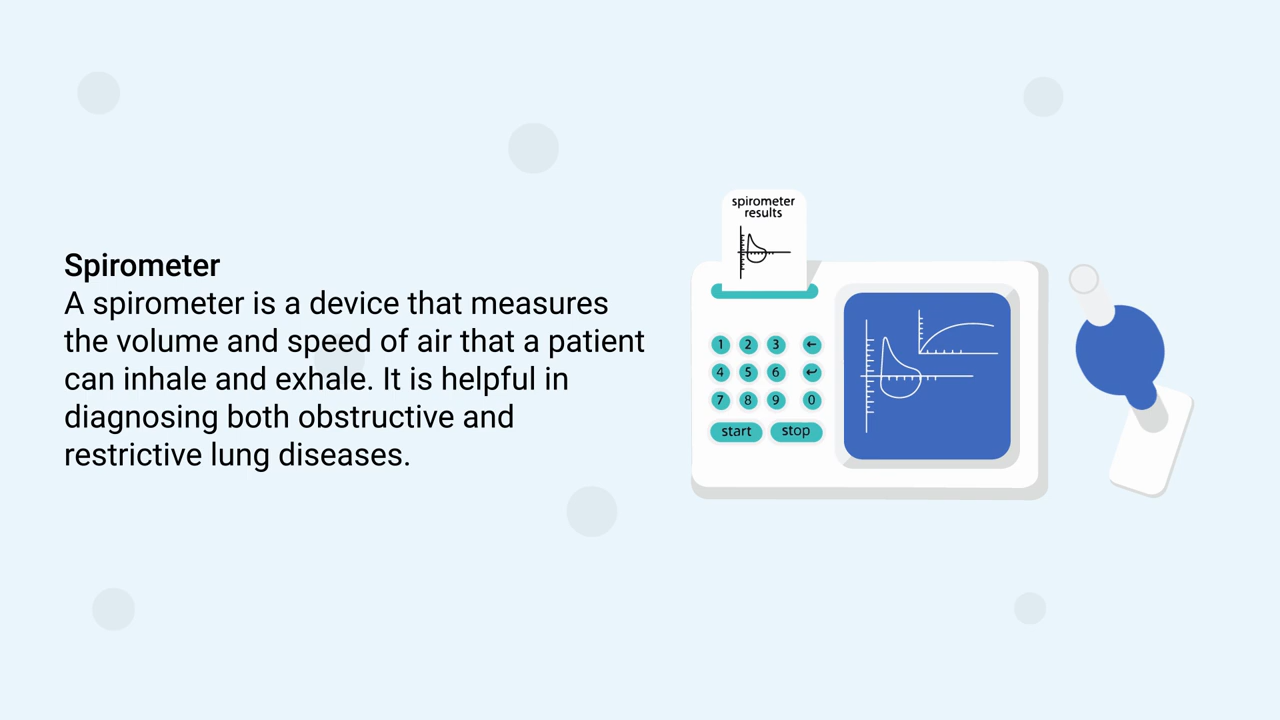 Spirometer
A spirometer is a device that measures
the volume and speed of air that a patient
can inhale and exhale. It is helpful in
diagnosing both obstructive and
restrictive lung diseases.
spirometer
results
1 2 3 ←
4 5 6 ↩
7 8 9 0
start stop